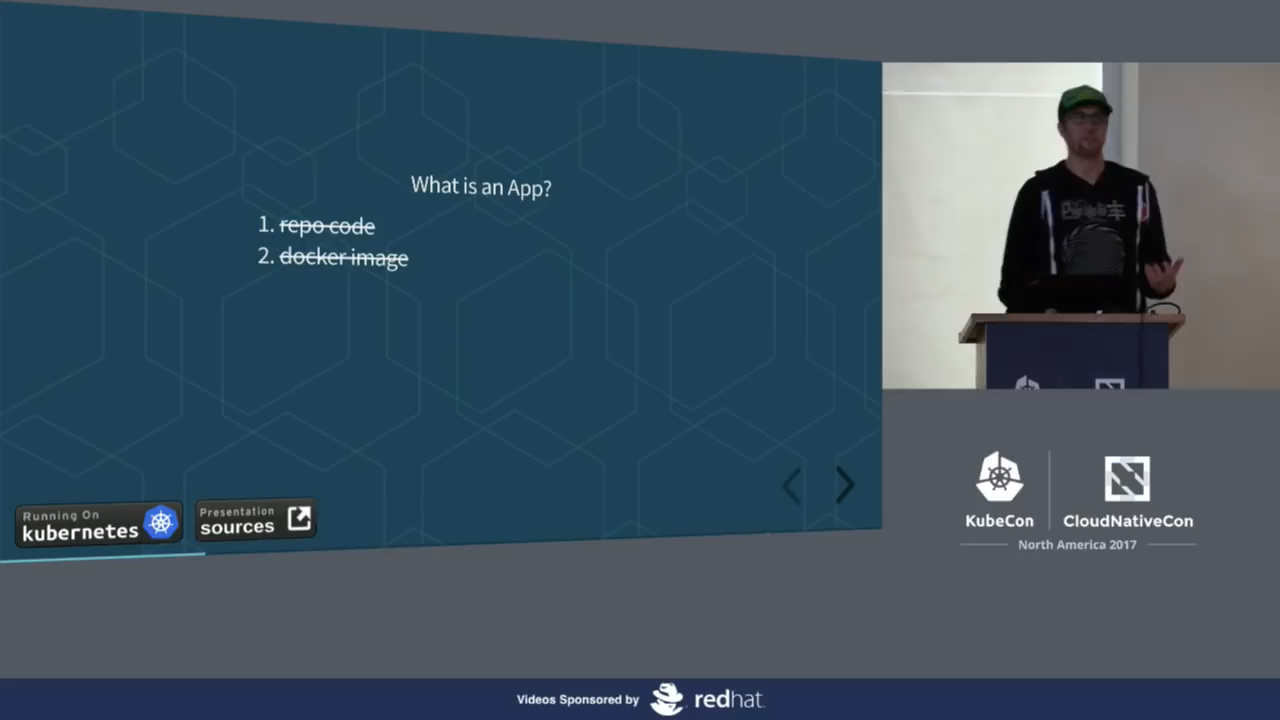 What is an App?
1. repo code
2. docker image
Running On
kubernetes
Presentation
sources
KubeCon
CloudNativeCon
North America 2017
Videos Sponsored by redhat.